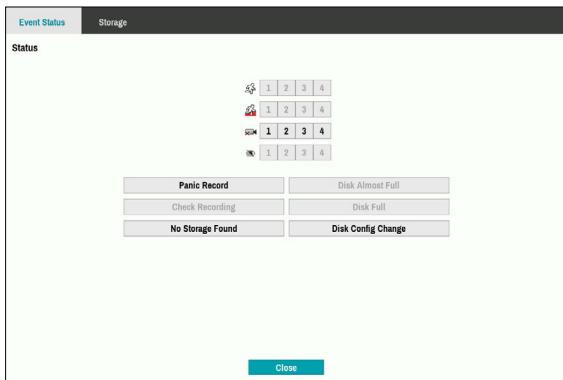 Event Status Storage
Status
1 2 3 4
1 2 3 4
1 2 3 4
1 2 3 4
Panic Record Disk Almost Full
Check Recording Disk Full
No Storage Found Disk Config Change
Close